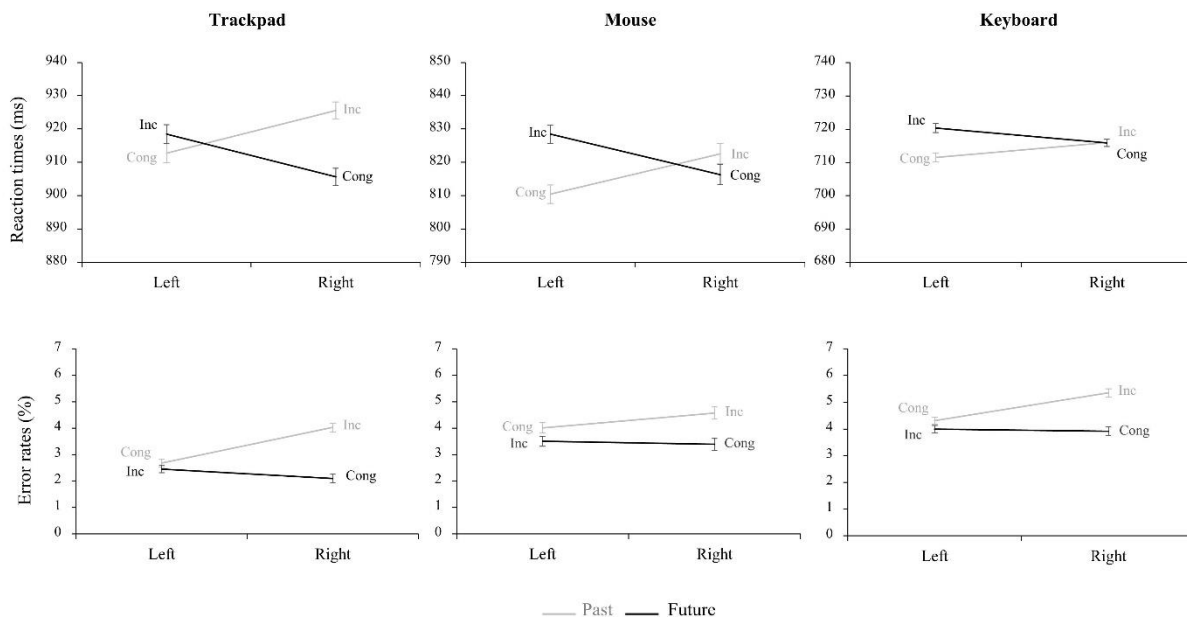 Trackpad Mouse Keyboard
Reaction times (ms)
940
930
920
910
900
890
880
Inc
Cong
Inc
Cong
Left Right
850
840
830
820
810
800
790
Inc
Cong
Inc
Cong
Left Right
740
730
720
710
700
690
680
Inc
Cong
Inc
Cong
Left Right
Error rates (%)
7
6
5
4
3
2
1
0
Cong
Inc
Inc
Cong
Left Right
7
6
5
4
3
2
1
0
Cong
Inc
Inc
Cong
Left Right
7
6
5
4
3
2
1
0
Cong
Inc
Inc
Cong
Left Right
Past Future